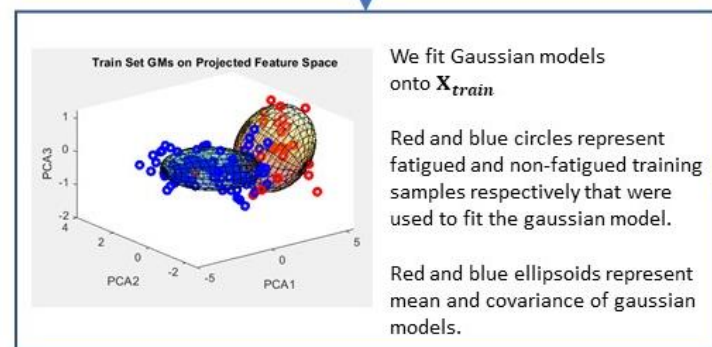 Train Set GMs on Projected Feature Space
PCA3
1
0
-1
-2
4
2
0
-2
PCA2
-5
0
5
PCA1
We fit Gaussian models
onto X_train
Red and blue circles represent
fatigued and non-fatigued training
samples respectively that were
used to fit the gaussian model.
Red and blue ellipsoids represent
mean and covariance of gaussian
models.